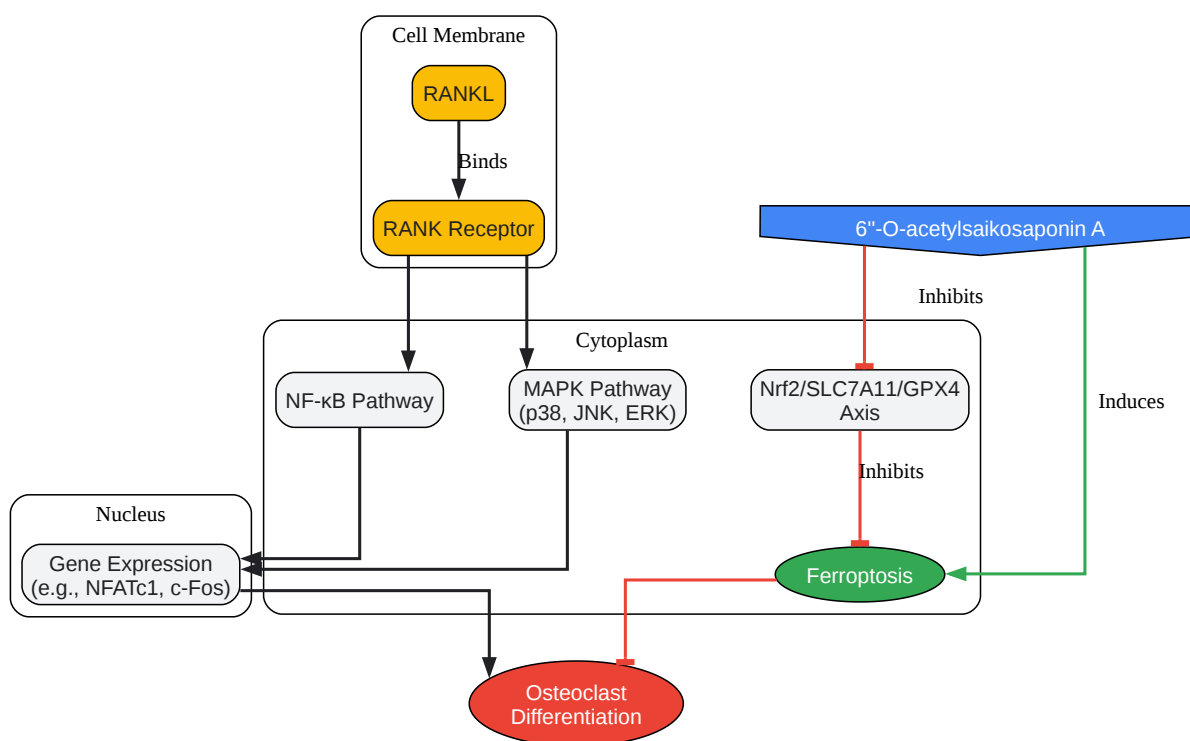 Cell Membrane
RANKL
Binds
RANK Receptor
6''-O-acetylsaikosaponin A
Inhibits
Cytoplasm
NF-κB Pathway
MAPK Pathway
(p38, JNK, ERK)
Nrf2/SLC7A11/GPX4
Axis
Induces
Inhibits
Nucleus
Gene Expression
(e.g., NFATc1, c-Fos)
Ferroptosis
Osteoclast
Differentiation